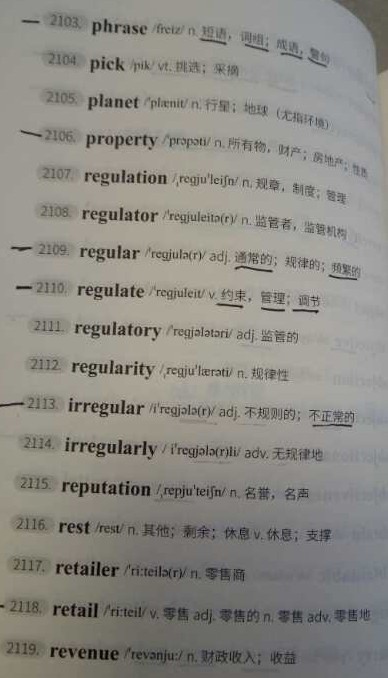 2103. phrase /freiz/ n. 短语，词组；成语，警句
2104. pick /pik/ vt. 挑选；采摘
2105. planet /'plænit/ n. 行星；地球（尤指环境）
2106. property /'prɔpəti/ n. 所有物，财产；房地产；性质
2107. regulation /ˌregju'leiʃn/ n. 规章，制度；管理
2108. regulator /'regjuleitə(r)/ n. 监管者，监管机构
2109. regular /'regjulə(r)/ adj. 通常的；规律的；频繁的
2110. regulate /'regjuleit/ v. 约束，管理；调节
2111. regulatory /'regjələtəri/ adj. 监管的
2112. regularity /ˌregju'lærəti/ n. 规律性
2113. irregular /i'regjələ(r)/ adj. 不规则的；不正常的
2114. irregularly / i'regjələ(r)li/ adv. 无规律地
2115. reputation /ˌrepju'teiʃn/ n. 名誉，名声
2116. rest /rest/ n. 其他；剩余；休息 v. 休息；支撑
2117. retailer /'ri:teilə(r)/ n. 零售商
2118. retail /'ri:teil/ v. 零售 adj. 零售的 n. 零售 adv. 零售地
2119. revenue /'revənju:/ n. 财政收入；收益